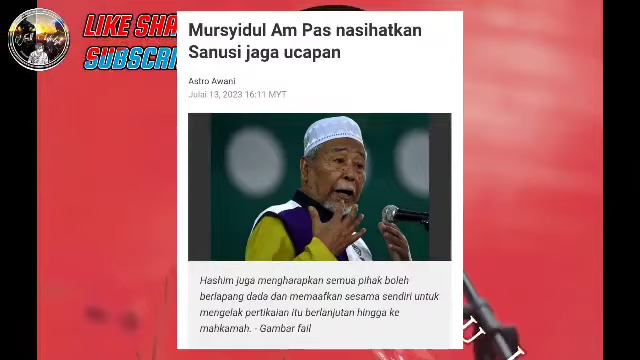 LIKE SHA
SUBSCRI
Mursyidul Am Pas nasihatkan
Sanusi jaga ucapan
Astro Awani
Julai 13, 2023 16:11 MYT
Hashim juga mengharapkan semua pihak boleh
berlapang dada dan memaafkan sesama sendiri untuk
mengelak pertikaian itu berlanjutan hingga ke
mahkamah. - Gambar fail
U